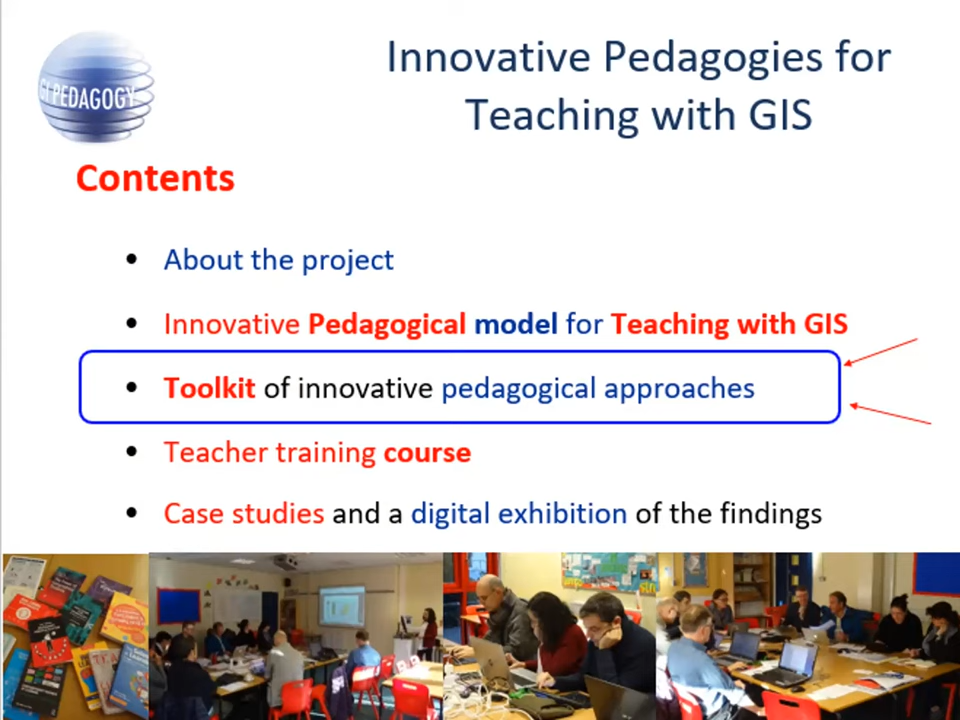 GI PEDAGOGY
Innovative Pedagogies for
Teaching with GIS
Contents
• About the project
• Innovative Pedagogical model for Teaching with GIS
• Toolkit of innovative pedagogical approaches
• Teacher training course
• Case studies and a digital exhibition of the findings